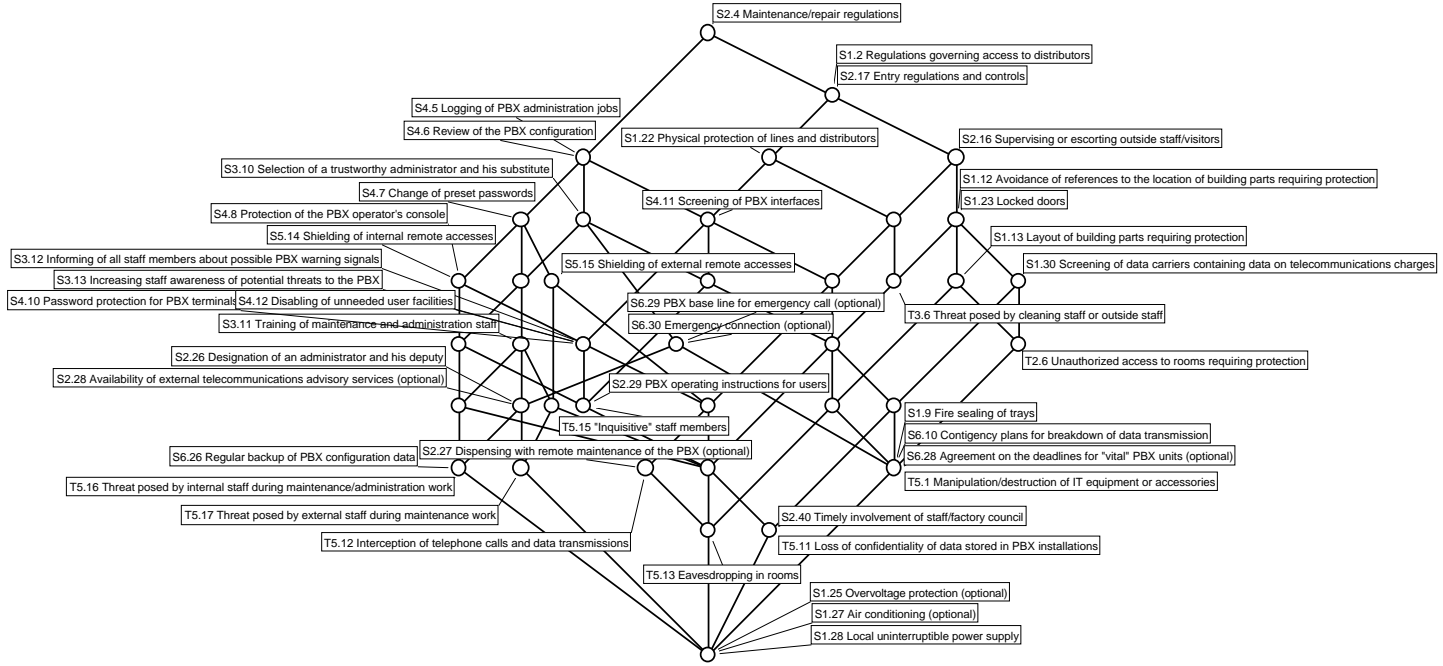 S2.4 Maintenance/repair regulations
S1.2 Regulations governing access to distributors
S2.17 Entry regulations and controls
S4.5 Logging of PBX administration jobs
S4.6 Review of the PBX configuration
S1.22 Physical protection of lines and distributors
S2.16 Supervising or escorting outside staff/visitors
S3.10 Selection of a trustworthy administrator and his substitute
S1.12 Avoidance of references to the location of building parts requiring protection
S4.7 Change of preset passwords
S4.11 Screening of PBX interfaces
S1.23 Locked doors
S4.8 Protection of the PBX operator's console
S5.14 Shielding of internal remote accesses
S1.13 Layout of building parts requiring protection
S3.12 Informing of all staff members about possible PBX warning signals
S5.15 Shielding of external remote accesses
S1.30 Screening of data carriers containing data on telecommunications charges
S3.13 Increasing staff awareness of potential threats to the PBX
S4.10 Password protection for PBX terminals
S4.12 Disabling of unneeded user facilities
S6.29 PBX base line for emergency call (optional)
T3.6 Threat posed by cleaning staff or outside staff
S3.11 Training of maintenance and administration staff
S6.30 Emergency connection (optional)
S2.26 Designation of an administrator and his deputy
T2.6 Unauthorized access to rooms requiring protection
S2.28 Availability of external telecommunications advisory services (optional)
S2.29 PBX operating instructions for users
S1.9 Fire sealing of trays
T5.15 "Inquisitive" staff members
S6.10 Contigency plans for breakdown of data transmission
S6.26 Regular backup of PBX configuration data
S2.27 Dispensing with remote maintenance of the PBX (optional)
S6.28 Agreement on the deadlines for "vital" PBX units (optional)
T5.16 Threat posed by internal staff during maintenance/administration work
T5.1 Manipulation/destruction of IT equipment or accessories
T5.17 Threat posed by external staff during maintenance work
S2.40 Timely involvement of staff/factory council
T5.12 Interception of telephone calls and data transmissions
T5.11 Loss of confidentiality of data stored in PBX installations
T5.13 Eavesdropping in rooms
S1.25 Overvoltage protection (optional)
S1.27 Air conditioning (optional)
S1.28 Local uninterruptible power supply